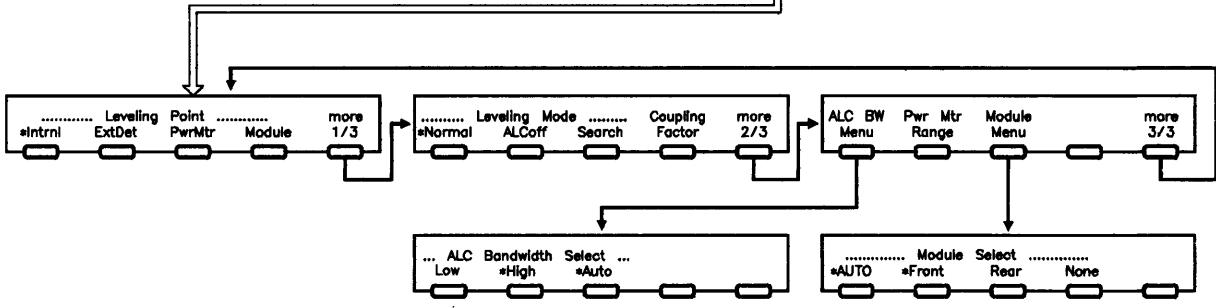 ............ Leveling Point ............ more
*Intrnl ExtDet PwrMtr Module 1/3
.......... Leveling Mode ......... Coupling more
*Normal ALCoff Search Factor 2/3
ALC BW Pwr Mtr Module more
Menu Range Menu 3/3
... ALC Bandwidth Select ...
Low *High *Auto
.............. Module Select ..............
*AUTO *Front Rear None